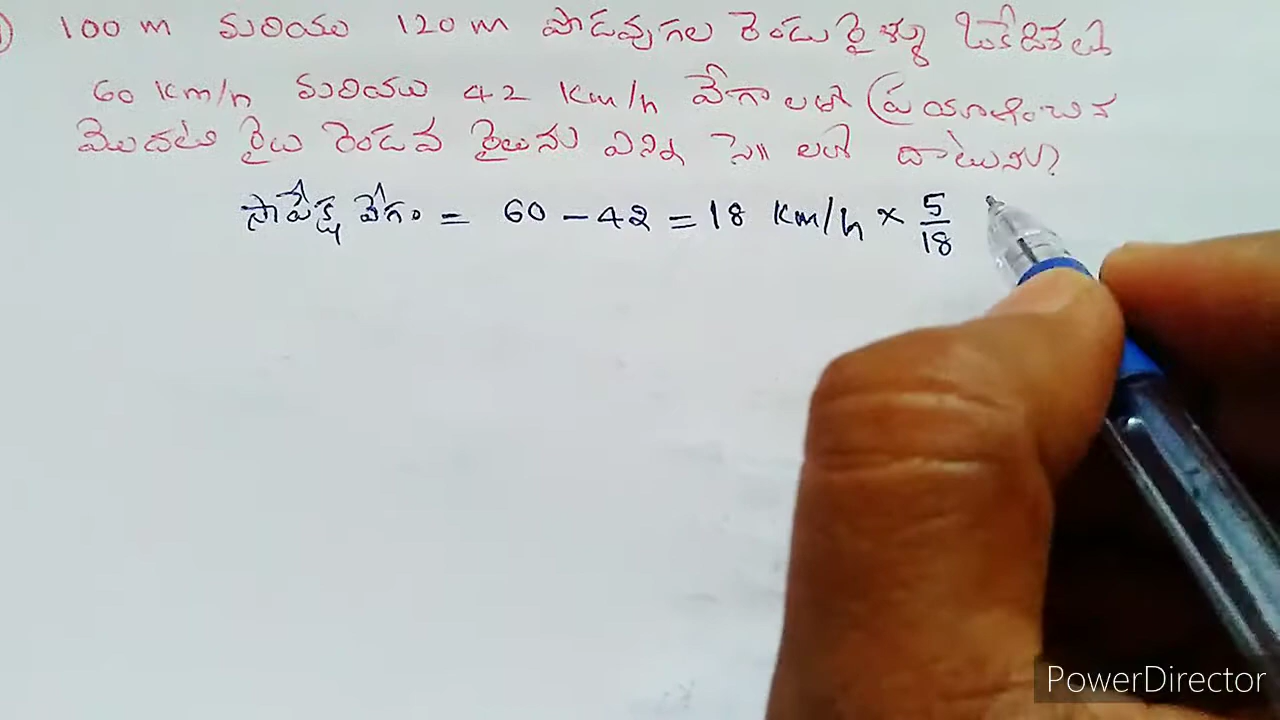 ) 100 m మరియు 120 m పొడవుగల రెండు రైళ్ళు ఒకేదిశలో
60 Km/h మరియు 42 Km/h వేగాలతో ప్రయాణించిన
మొదటి రైలు రెండవ రైలును ఎన్ని సె॥ లలో దాటును?
సాపేక్ష వేగం = 60 - 42 = 18 Km/h × 5/18
PowerDirector